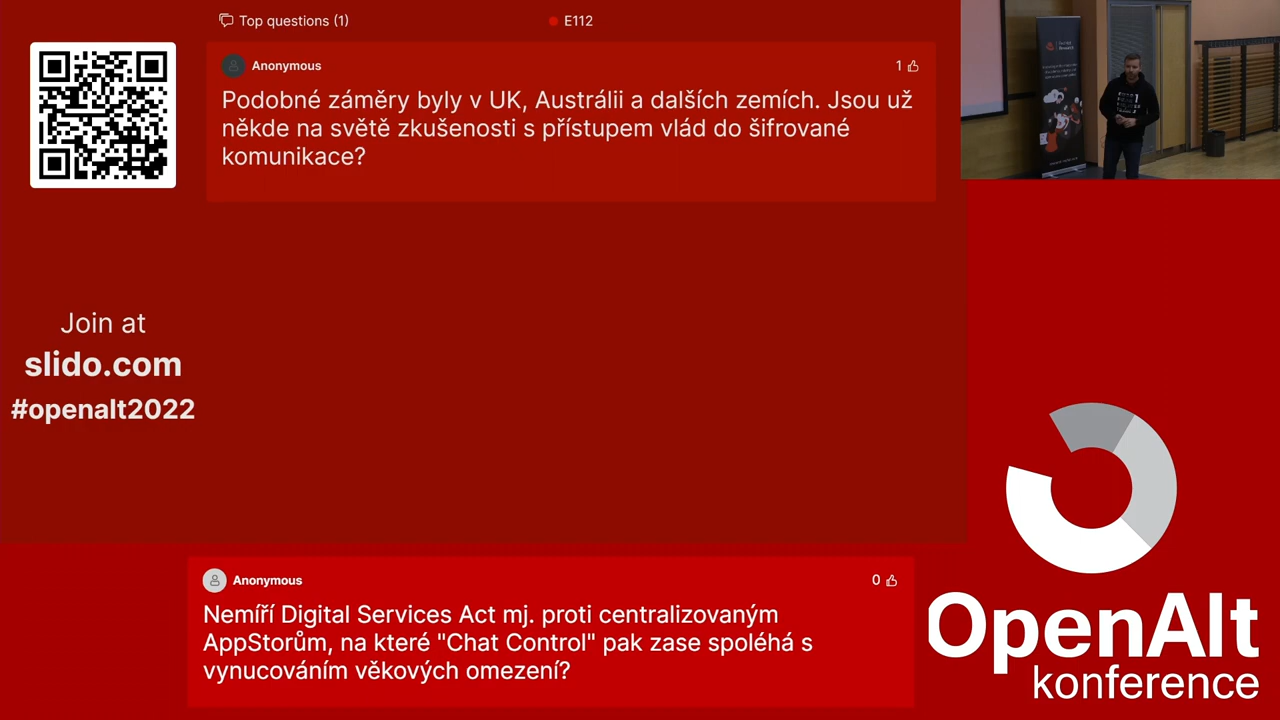 Top questions (1)
E112
Anonymous
1
Podobné záměry byly v UK, Austrálii a dalších zemích. Jsou už
někde na světě zkušenosti s přístupem vlád do šifrované
komunikace?
Join at
slido.com
#openalt2022
Anonymous
0
Nemíří Digital Services Act mj. proti centralizovaným
AppStorům, na které "Chat Control" pak zase spoléhá s
vynucováním věkových omezení?
OpenAlt
konference